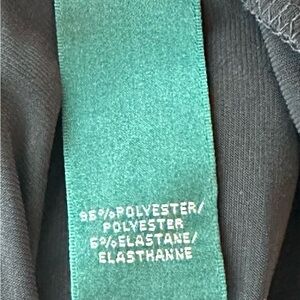 95%POLYESTER/
POLYESTER
5%ELASTANE/
ELASTHANNE